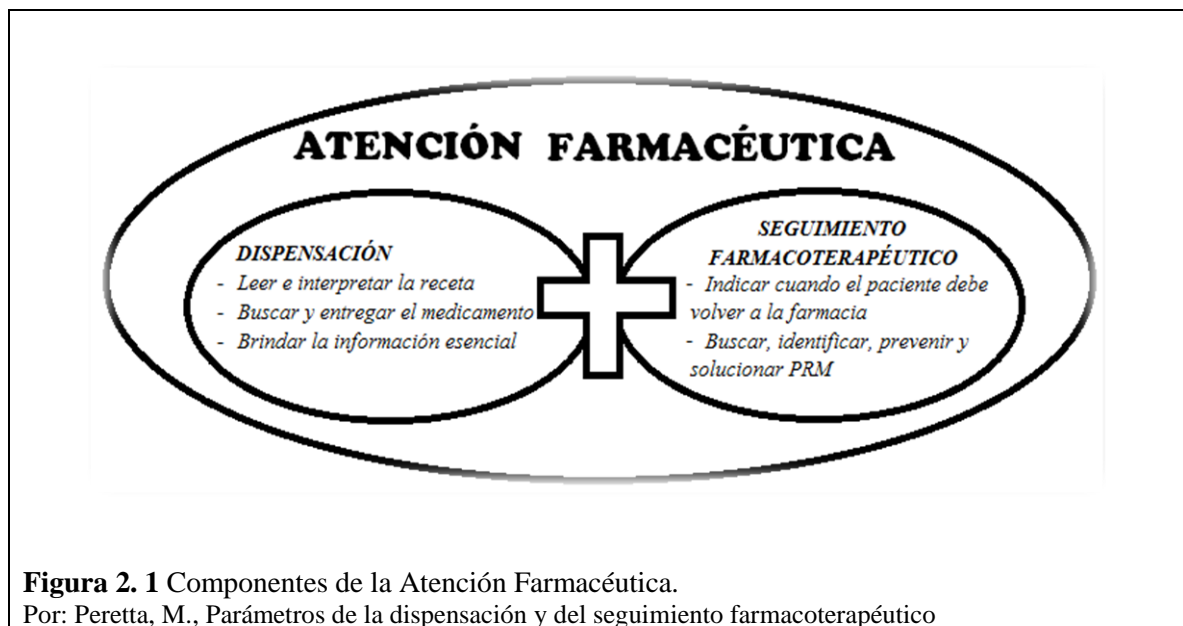 ATENCIÓN FARMACÉUTICA
DISPENSACIÓN
- Leer e interpretar la receta
- Buscar y entregar el medicamento
- Brindar la información esencial
SEGUIMIENTO
FARMACOTERAPÉUTICO
- Indicar cuando el paciente debe
volver a la farmacia
- Buscar, identificar, prevenir y
solucionar PRM
Figura 2. 1 Componentes de la Atención Farmacéutica.
Por: Peretta, M., Parámetros de la dispensación y del seguimiento farmacoterapéutico